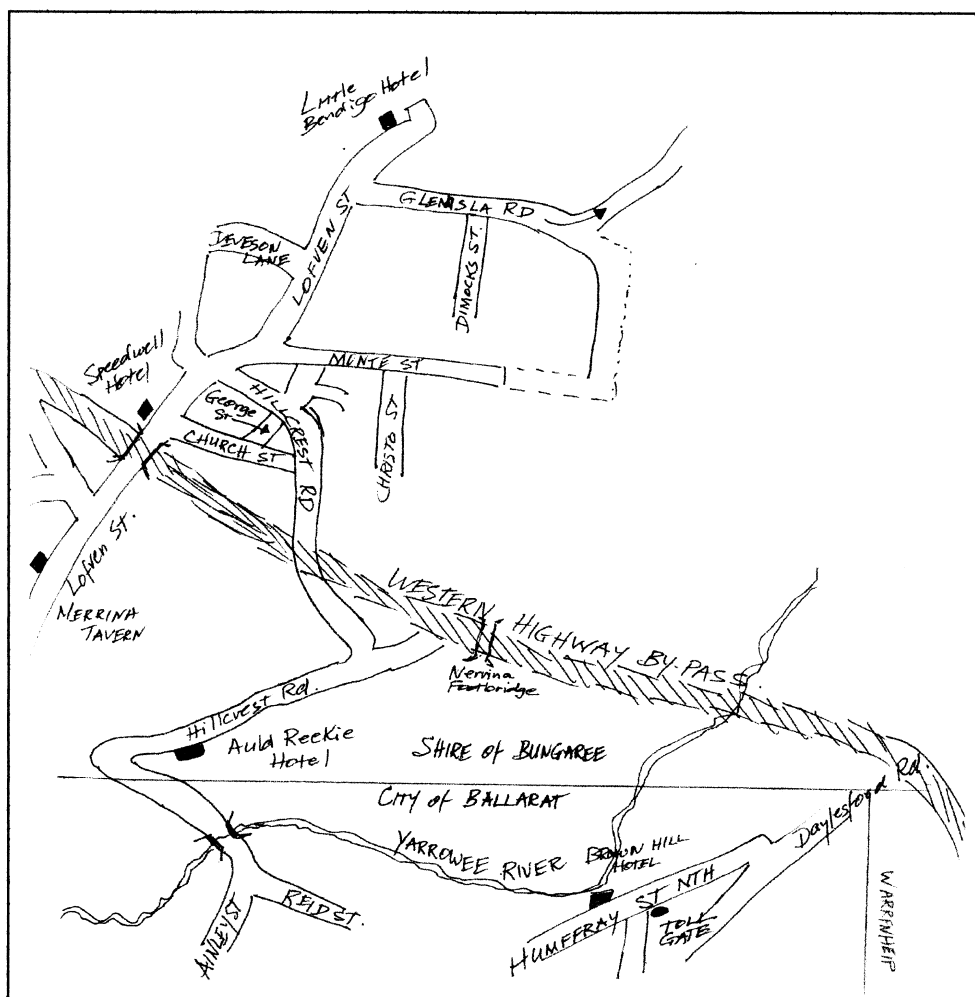 Little
Bendigo Hotel
GLENISLA RD
LOFVEN ST
DEVESON
LANE
DIMOCKS ST.
Speedwell
Hotel
MENTE ST
HILLCREST RD
George
St
CHURCH ST
CHRISTO ST
Lofven St.
MERRINA
TAVERN
WESTERN HIGHWAY BY-PASS.
Nerrina
Footbridge
Hillcrest Rd.
Auld Reekie
Hotel
SHIRE of BUNGAREE
CITY of BALLARAT
Daylesford Rd.
YARROWEE RIVER
BROWN HILL
HOTEL
HUMFFRAY ST NTH
TOLL
GATE
WARRENHEIP
REID ST.
AINLEY ST